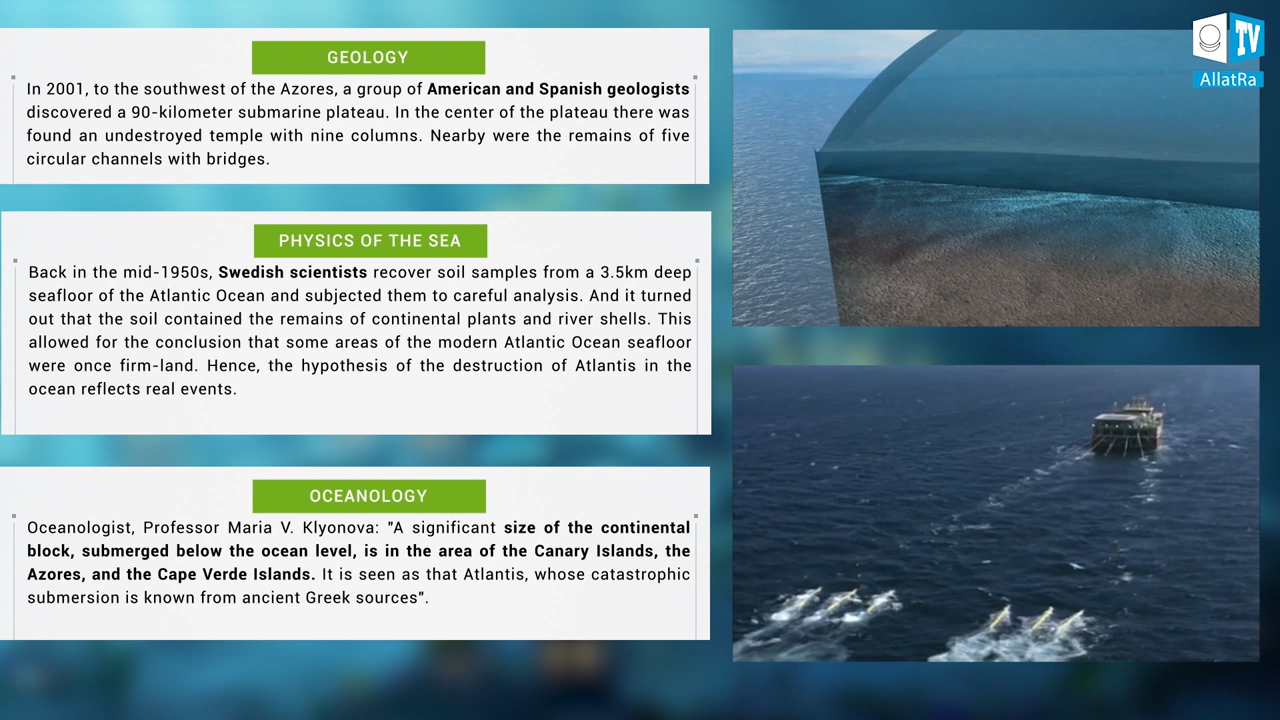 GEOLOGY
In 2001, to the southwest of the Azores, a group of American and Spanish geologists
discovered a 90-kilometer submarine plateau. In the center of the plateau there was
found an undestroyed temple with nine columns. Nearby were the remains of five
circular channels with bridges.
PHYSICS OF THE SEA
Back in the mid-1950s, Swedish scientists recover soil samples from a 3.5km deep
seafloor of the Atlantic Ocean and subjected them to careful analysis. And it turned
out that the soil contained the remains of continental plants and river shells. This
allowed for the conclusion that some areas of the modern Atlantic Ocean seafloor
were once firm-land. Hence, the hypothesis of the destruction of Atlantis in the
ocean reflects real events.
OCEANOLOGY
Oceanologist, Professor Maria V. Klyonova: "A significant size of the continental
block, submerged below the ocean level, is in the area of the Canary Islands, the
Azores, and the Cape Verde Islands. It is seen as that Atlantis, whose catastrophic
submersion is known from ancient Greek sources".
TV
AllatRa